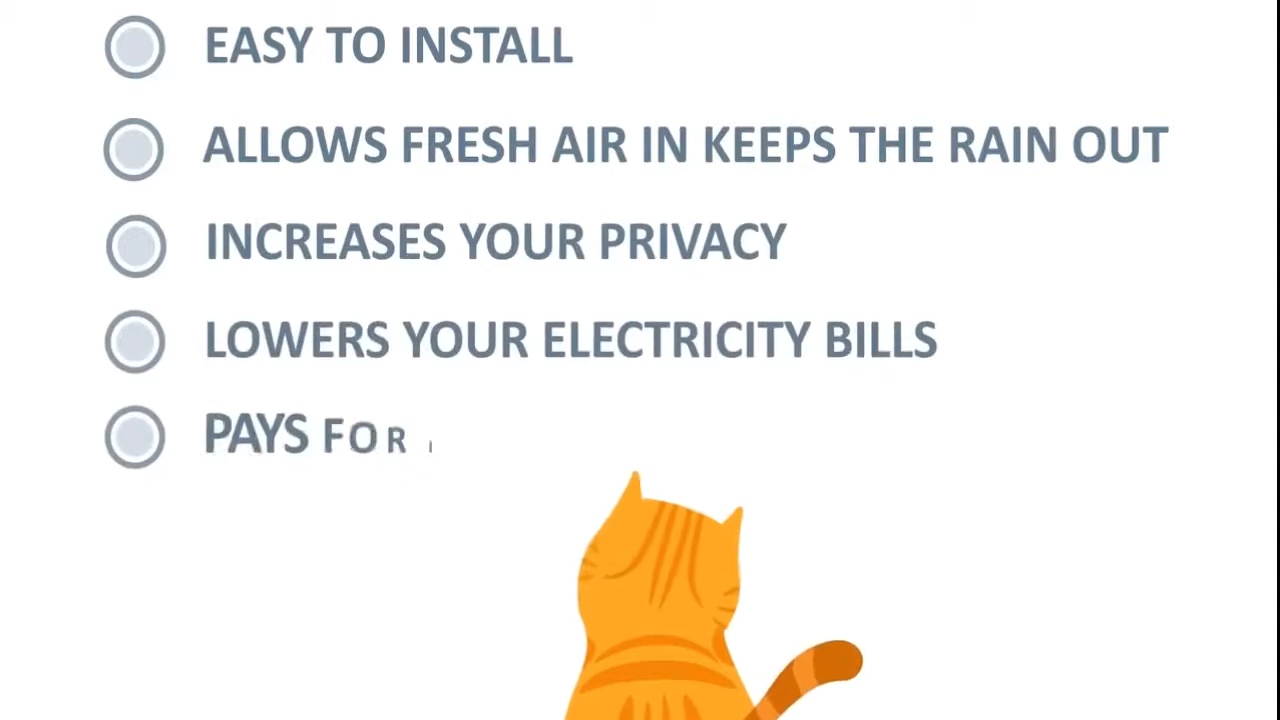 EASY TO INSTALL
ALLOWS FRESH AIR IN KEEPS THE RAIN OUT
INCREASES YOUR PRIVACY
LOWERS YOUR ELECTRICITY BILLS
PAYS FOR